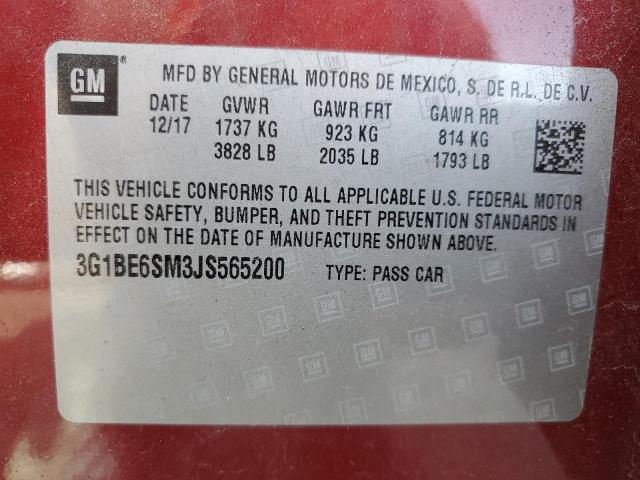 GM ® MFD BY GENERAL MOTORS DE MEXICO, S. DE R.L. DE C.V.
DATE GVWR GAWR FRT GAWR RR
12/17 1737 KG 923 KG 814 KG
3828 LB 2035 LB 1793 LB
THIS VEHICLE CONFORMS TO ALL APPLICABLE U.S. FEDERAL MOTOR
VEHICLE SAFETY, BUMPER, AND THEFT PREVENTION STANDARDS IN
EFFECT ON THE DATE OF MANUFACTURE SHOWN ABOVE.
3G1BE6SM3JS565200 TYPE: PASS CAR